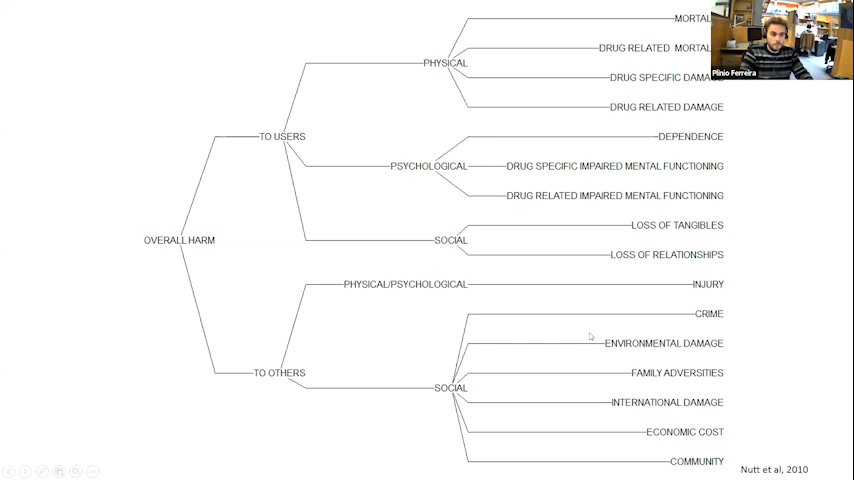 MORTAL
DRUG RELATED MORTAL
PHYSICAL
Plinio Ferreira
DRUG SPECIFIC DAMA
DRUG RELATED DAMAGE
TO USERS
DEPENDENCE
PSYCHOLOGICAL
DRUG SPECIFIC IMPAIRED MENTAL FUNCTIONING
DRUG RELATED IMPAIRED MENTAL FUNCTIONING
LOSS OF TANGIBLES
OVERALL HARM
SOCIAL
LOSS OF RELATIONSHIPS
PHYSICAL/PSYCHOLOGICAL
INJURY
CRIME
ENVIRONMENTAL DAMAGE
TO OTHERS
FAMILY ADVERSITIES
SOCIAL
INTERNATIONAL DAMAGE
ECONOMIC COST
COMMUNITY
Nutt et al, 2010